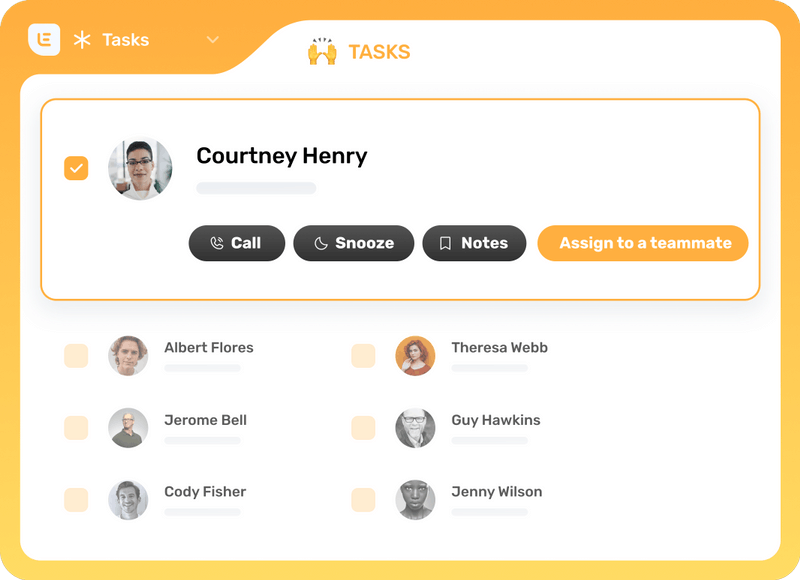 Tasks
TASKS
Courtney Henry
Call Snooze Notes Assign to a teammate
Albert Flores Theresa Webb
Jerome Bell Guy Hawkins
Cody Fisher Jenny Wilson